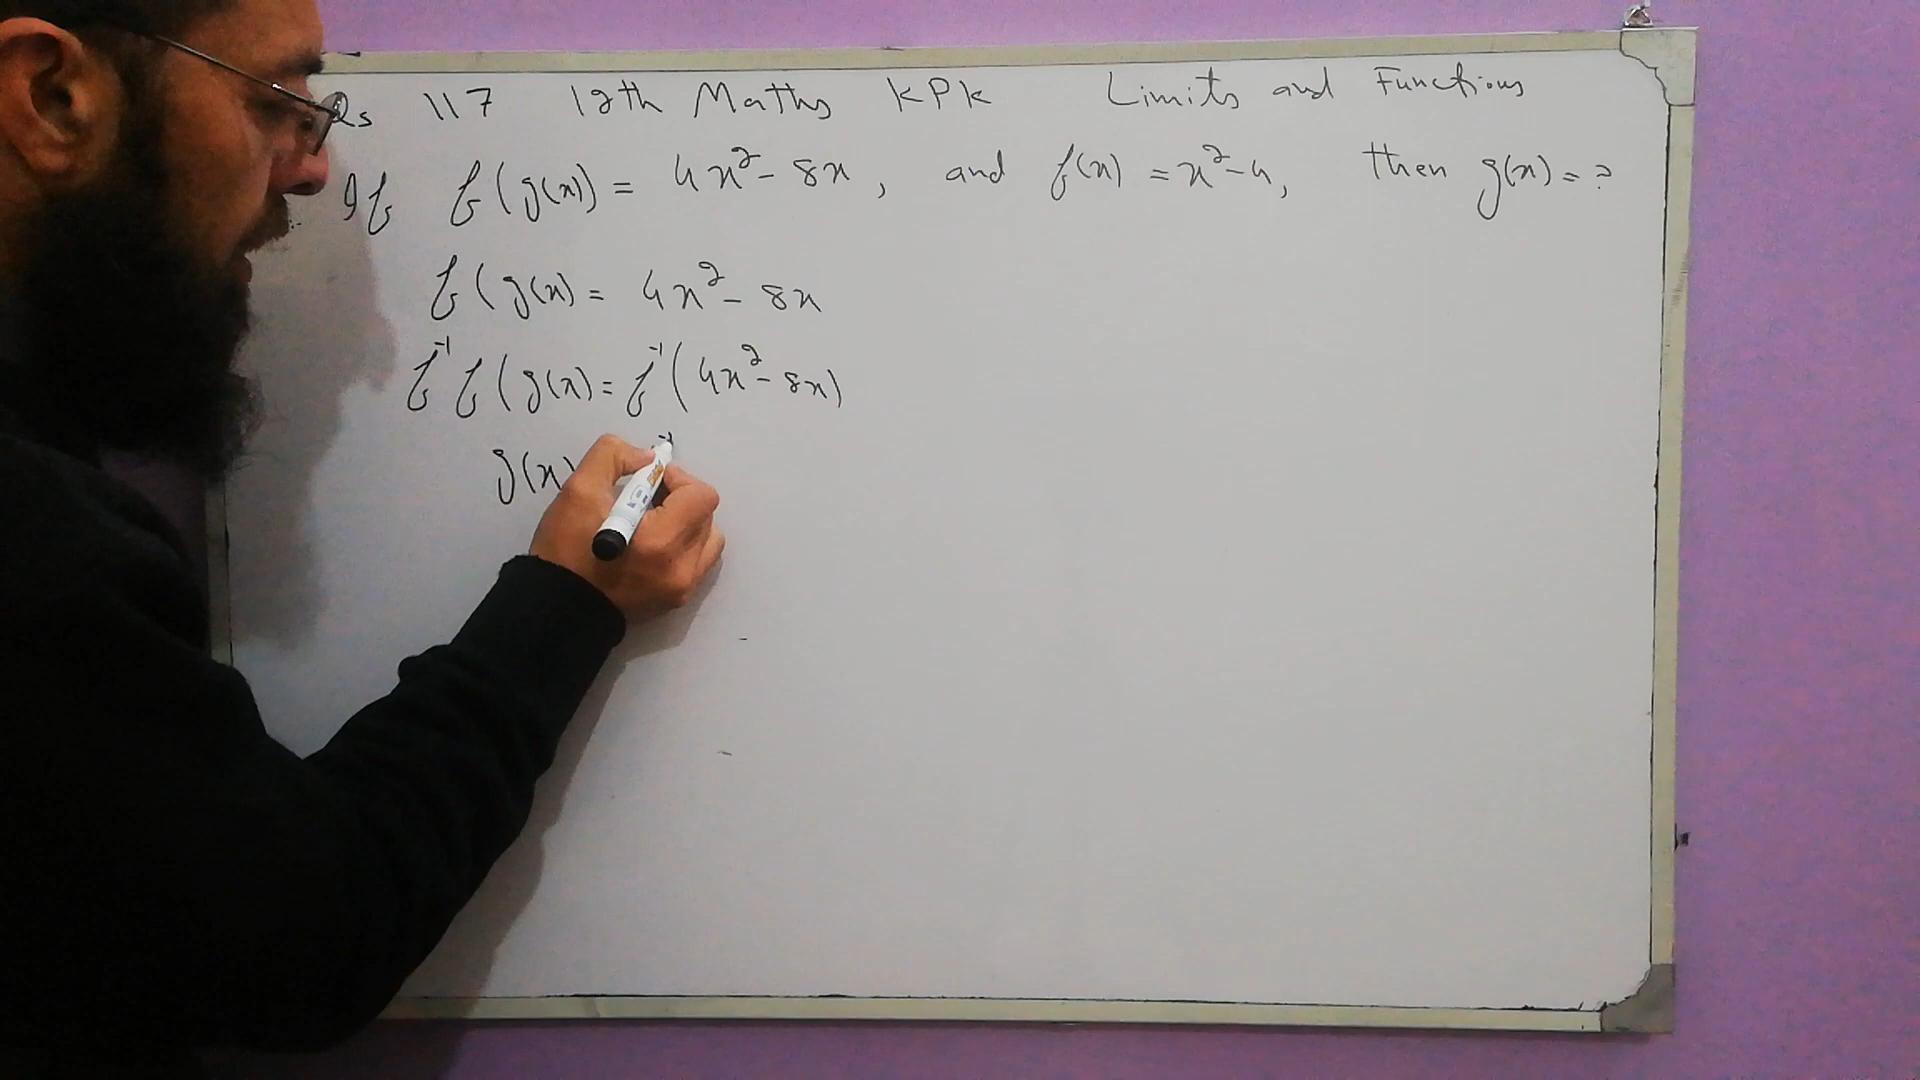 Qs 117 12th Maths KPK Limits and Functions
If f(g(x)) = 4x² - 8x, and f(x) = x² - 4, then g(x) = ?
f(g(x) = 4x² - 8x
f⁻¹ f(g(x) = f⁻¹(4x² - 8x)
g(x)